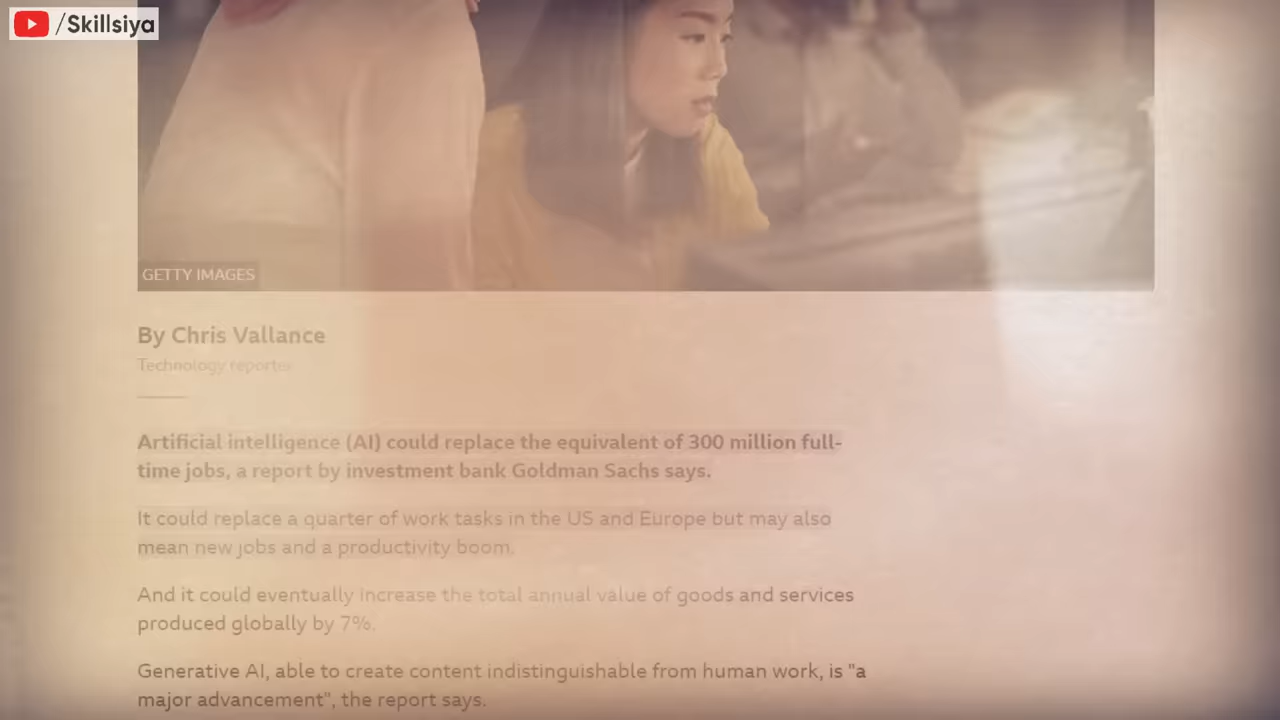 /Skillsiya
GETTY IMAGES
By Chris Vallance
Technology reporter
Artificial intelligence (AI) could replace the equivalent of 300 million full-
time jobs, a report by investment bank Goldman Sachs says.
It could replace a quarter of work tasks in the US and Europe but may also
mean new jobs and a productivity boom.
And it could eventually increase the total annual value of goods and services
produced globally by 7%.
Generative AI, able to create content indistinguishable from human work, is "a
major advancement", the report says.